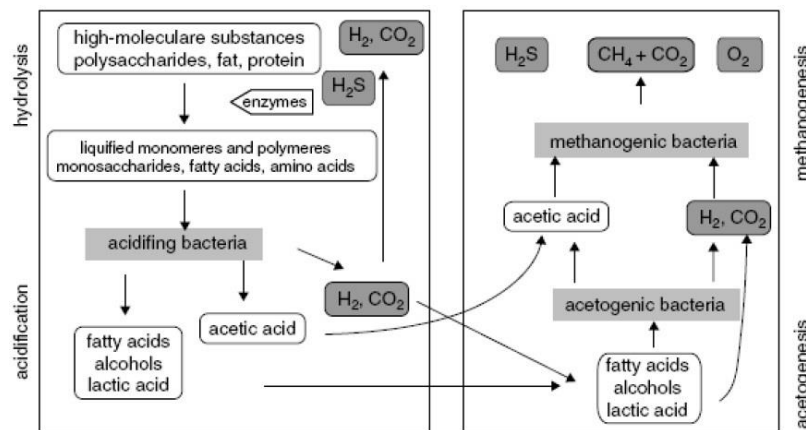 hydrolysis
high-moleculare substances
polysaccharides, fat, protein
H₂, CO₂
H₂S
enzymes
liquified monomeres and polymeres
monosaccharides, fatty acids, amino acids
acidifing bacteria
H₂, CO₂
acidification
fatty acids
alcohols
lactic acid
acetic acid
H₂S
CH₄ + CO₂
O₂
methanogenesis
methanogenic bacteria
acetic acid
H₂, CO₂
acetogenic bacteria
fatty acids
alcohols
lactic acid
acetogenesis